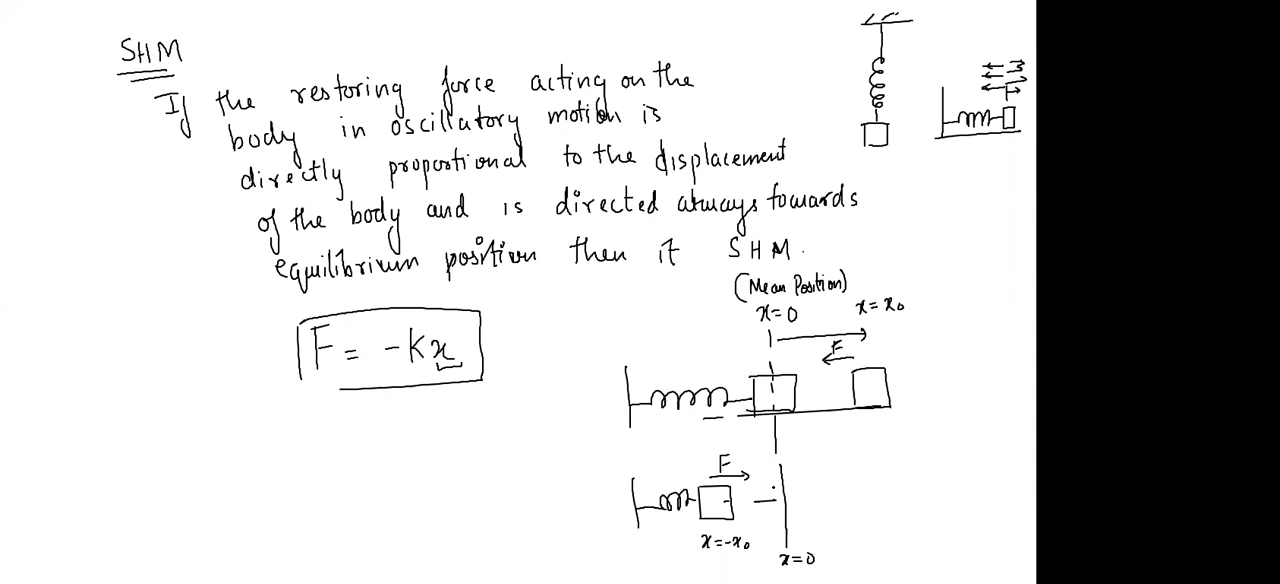 SHM
If the restoring force acting on the
body in oscillatory motion is
directly proportional to the displacement
of the body and is directed always towards
equilibrium position then it SHM.
(Mean Position)
x=0 x=x₀
F = -kx
F
F
x=-x₀
x=0